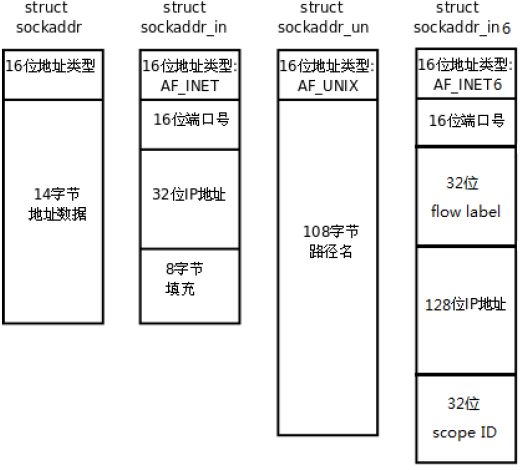 struct
sockaddr
16位地址类型
14字节
地址数据
struct
sockaddr_in
16位地址类型:
AF_INET
16位端口号
32位IP地址
8字节
填充
struct
sockaddr_un
16位地址类型:
AF_UNIX
108字节
路径名
struct
sockaddr_in6
16位地址类型:
AF_INET6
16位端口号
32位
flow label
128位IP地址
32位
scope ID